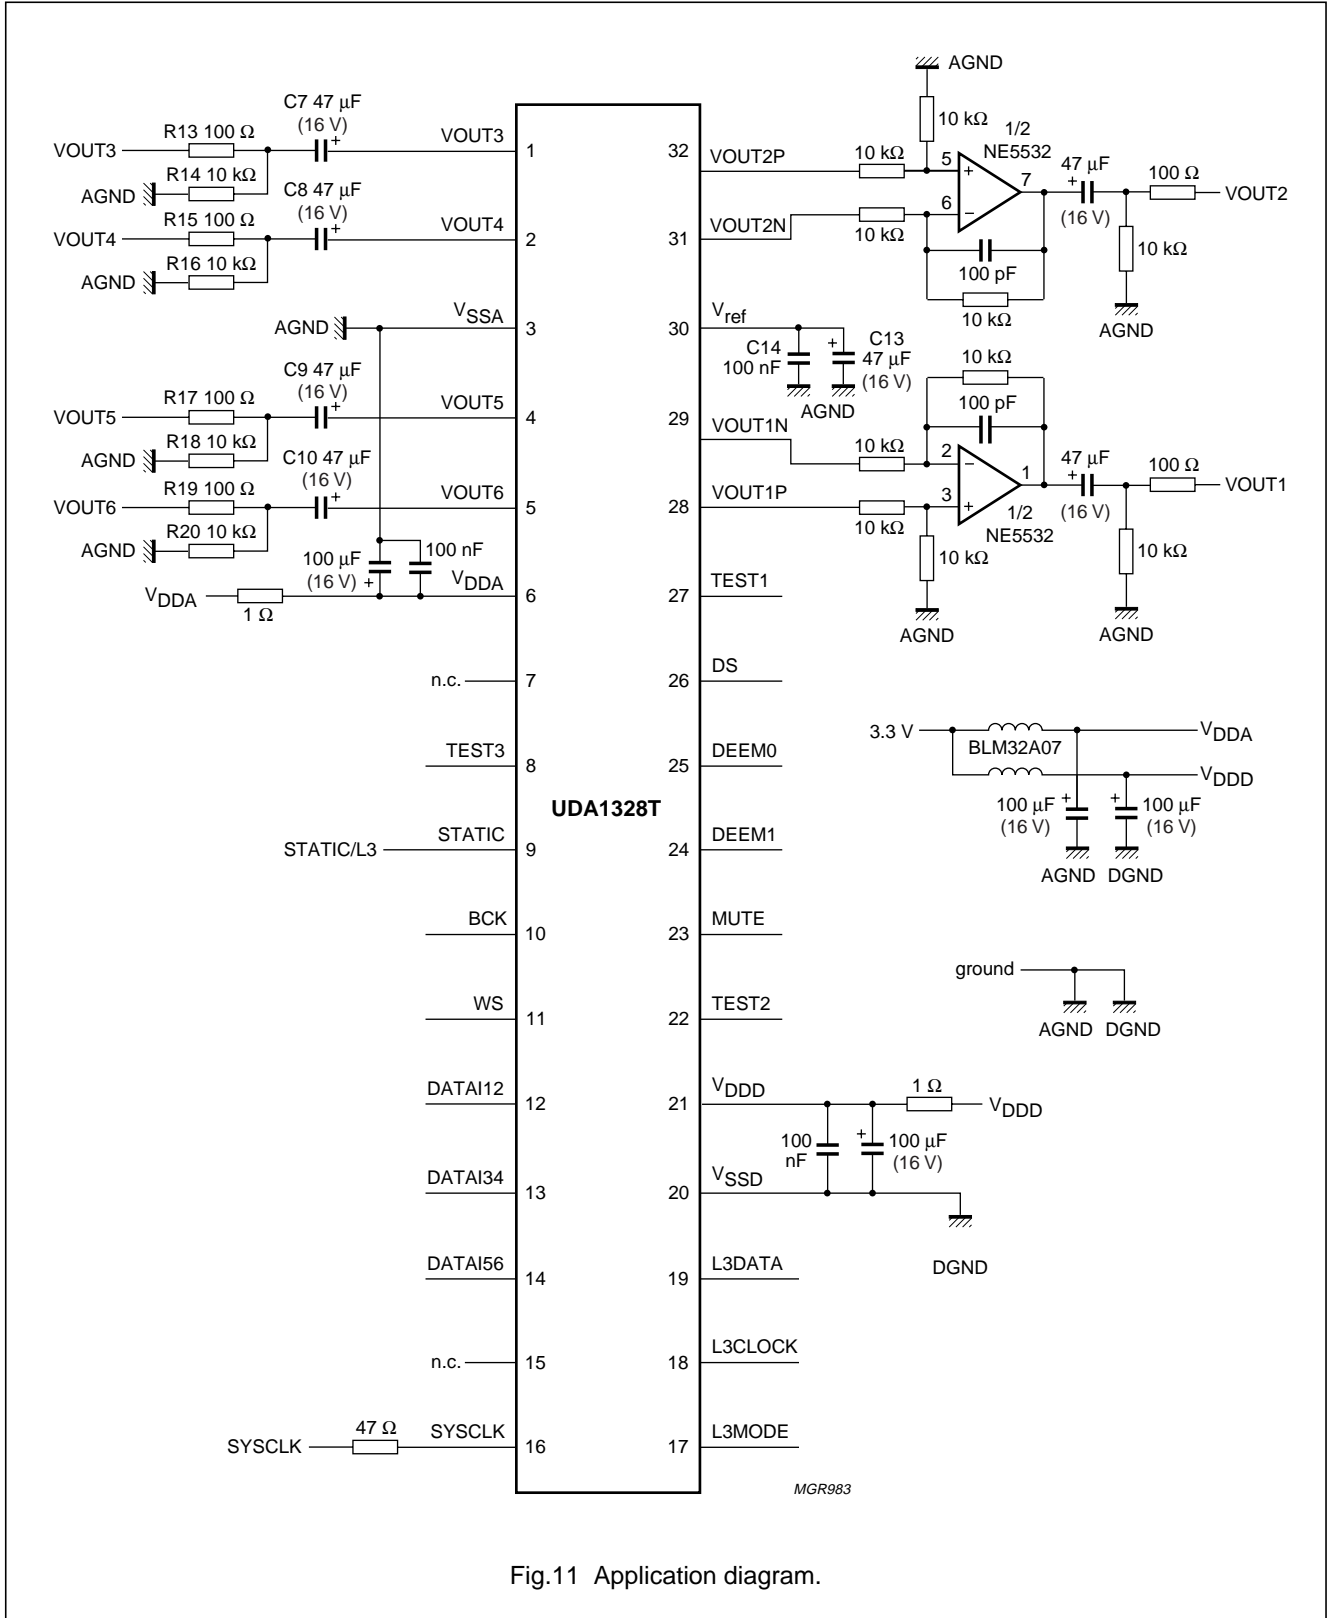 AGND
C7 47 μF
(16 V)
+
R13 100 Ω
VOUT3
VOUT3
1
AGND
R14 10 kΩ
C8 47 μF
(16 V)
+
R15 100 Ω
VOUT4
VOUT4
2
AGND
R16 10 kΩ
AGND
VSSA
3
C9 47 μF
(16 V)
+
R17 100 Ω
VOUT5
VOUT5
4
AGND
R18 10 kΩ
C10 47 μF
(16 V)
+
R19 100 Ω
VOUT6
VOUT6
5
AGND
R20 10 kΩ
100 μF
(16 V) +
100 nF
VDDA
VDDA
6
1 Ω
n.c.
7
TEST3
8
UDA1328T
STATIC/L3
STATIC
9
BCK
10
WS
11
DATAI12
12
DATAI34
13
DATAI56
14
n.c.
15
SYSCLK
47 Ω
SYSCLK
16
32
VOUT2P
10 kΩ
10 kΩ
5
+
1/2
NE5532
7
47 μF
+
(16 V)
100 Ω
VOUT2
31
VOUT2N
10 kΩ
6
−
100 pF
10 kΩ
10 kΩ
AGND
30
Vref
C14
100 nF
+
C13
47 μF
(16 V)
AGND
10 kΩ
100 pF
29
VOUT1N
10 kΩ
2
−
1
47 μF
+
(16 V)
100 Ω
VOUT1
28
VOUT1P
10 kΩ
3
+
1/2
NE5532
10 kΩ
10 kΩ
AGND
AGND
27
TEST1
26
DS
3.3 V
BLM32A07
VDDA
VDDD
100 μF
(16 V)
+
+
100 μF
(16 V)
AGND
DGND
25
DEEM0
24
DEEM1
23
MUTE
ground
AGND
DGND
22
TEST2
21
VDDD
1 Ω
VDDD
100
nF
+
100 μF
(16 V)
20
VSSD
DGND
19
L3DATA
18
L3CLOCK
17
L3MODE
MGR983
Fig.11 Application diagram.